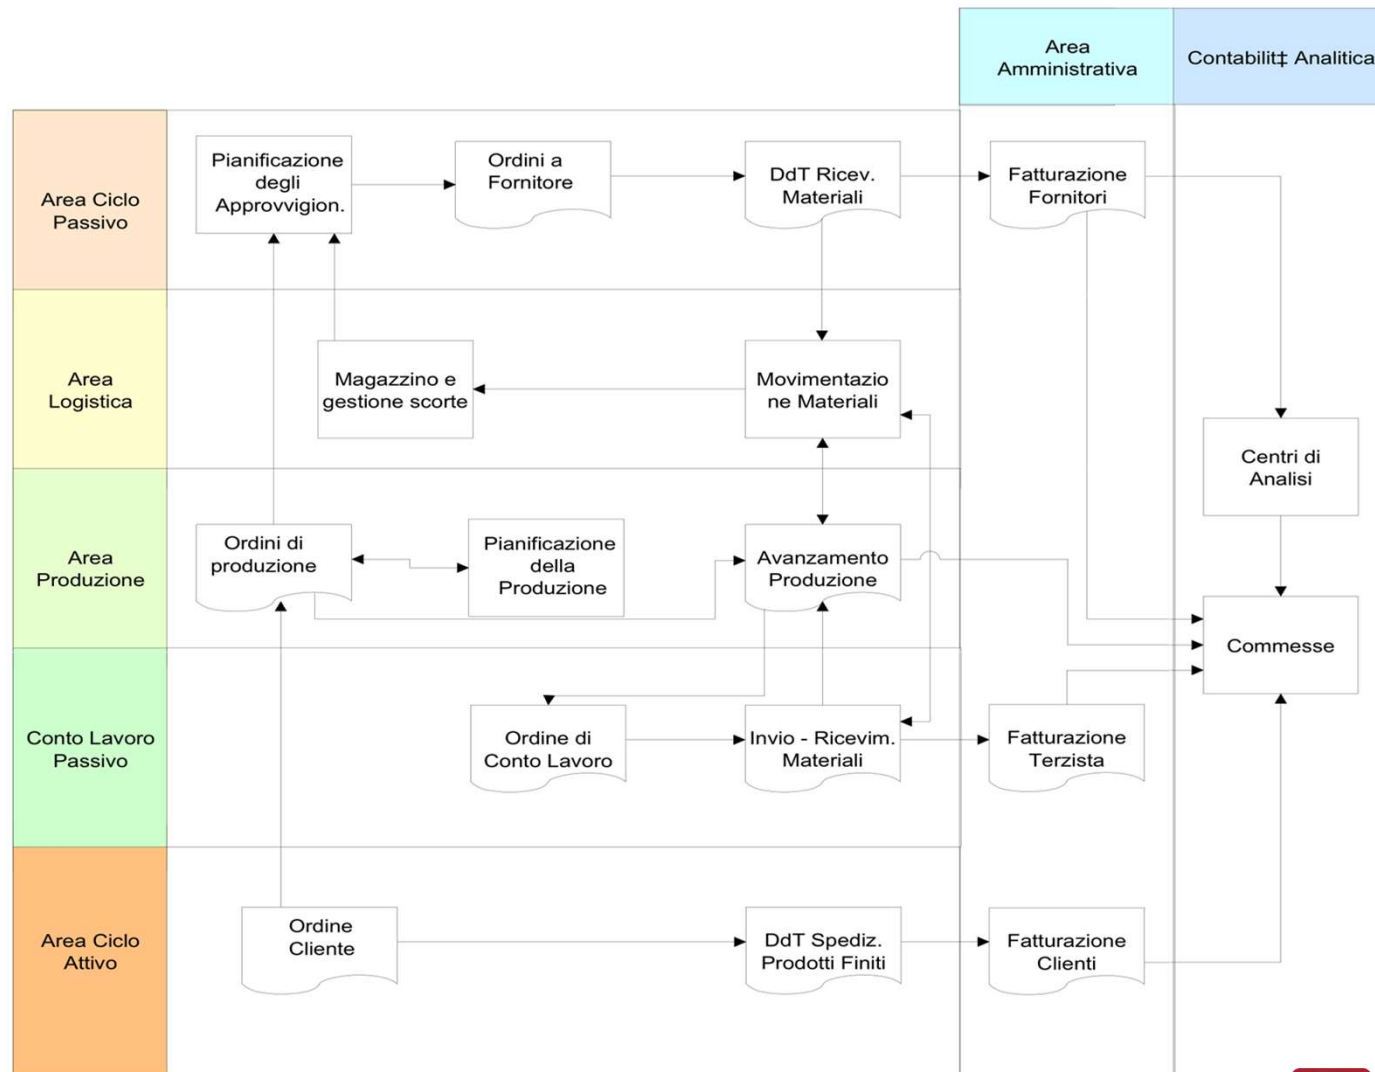 Area
Amministrativa
Contabilit‡ Analitica
Area Ciclo
Passivo
Pianificazione
degli
Approvvigion.
Ordini a
Fornitore
DdT Ricev.
Materiali
Fatturazione
Fornitori
Area
Logistica
Magazzino e
gestione scorte
Movimentazio
ne Materiali
Centri di
Analisi
Area
Produzione
Ordini di
produzione
Pianificazione
della
Produzione
Avanzamento
Produzione
Commesse
Conto Lavoro
Passivo
Ordine di
Conto Lavoro
Invio - Ricevim.
Materiali
Fatturazione
Terzista
Area Ciclo
Attivo
Ordine
Cliente
DdT Spediz.
Prodotti Finiti
Fatturazione
Clienti